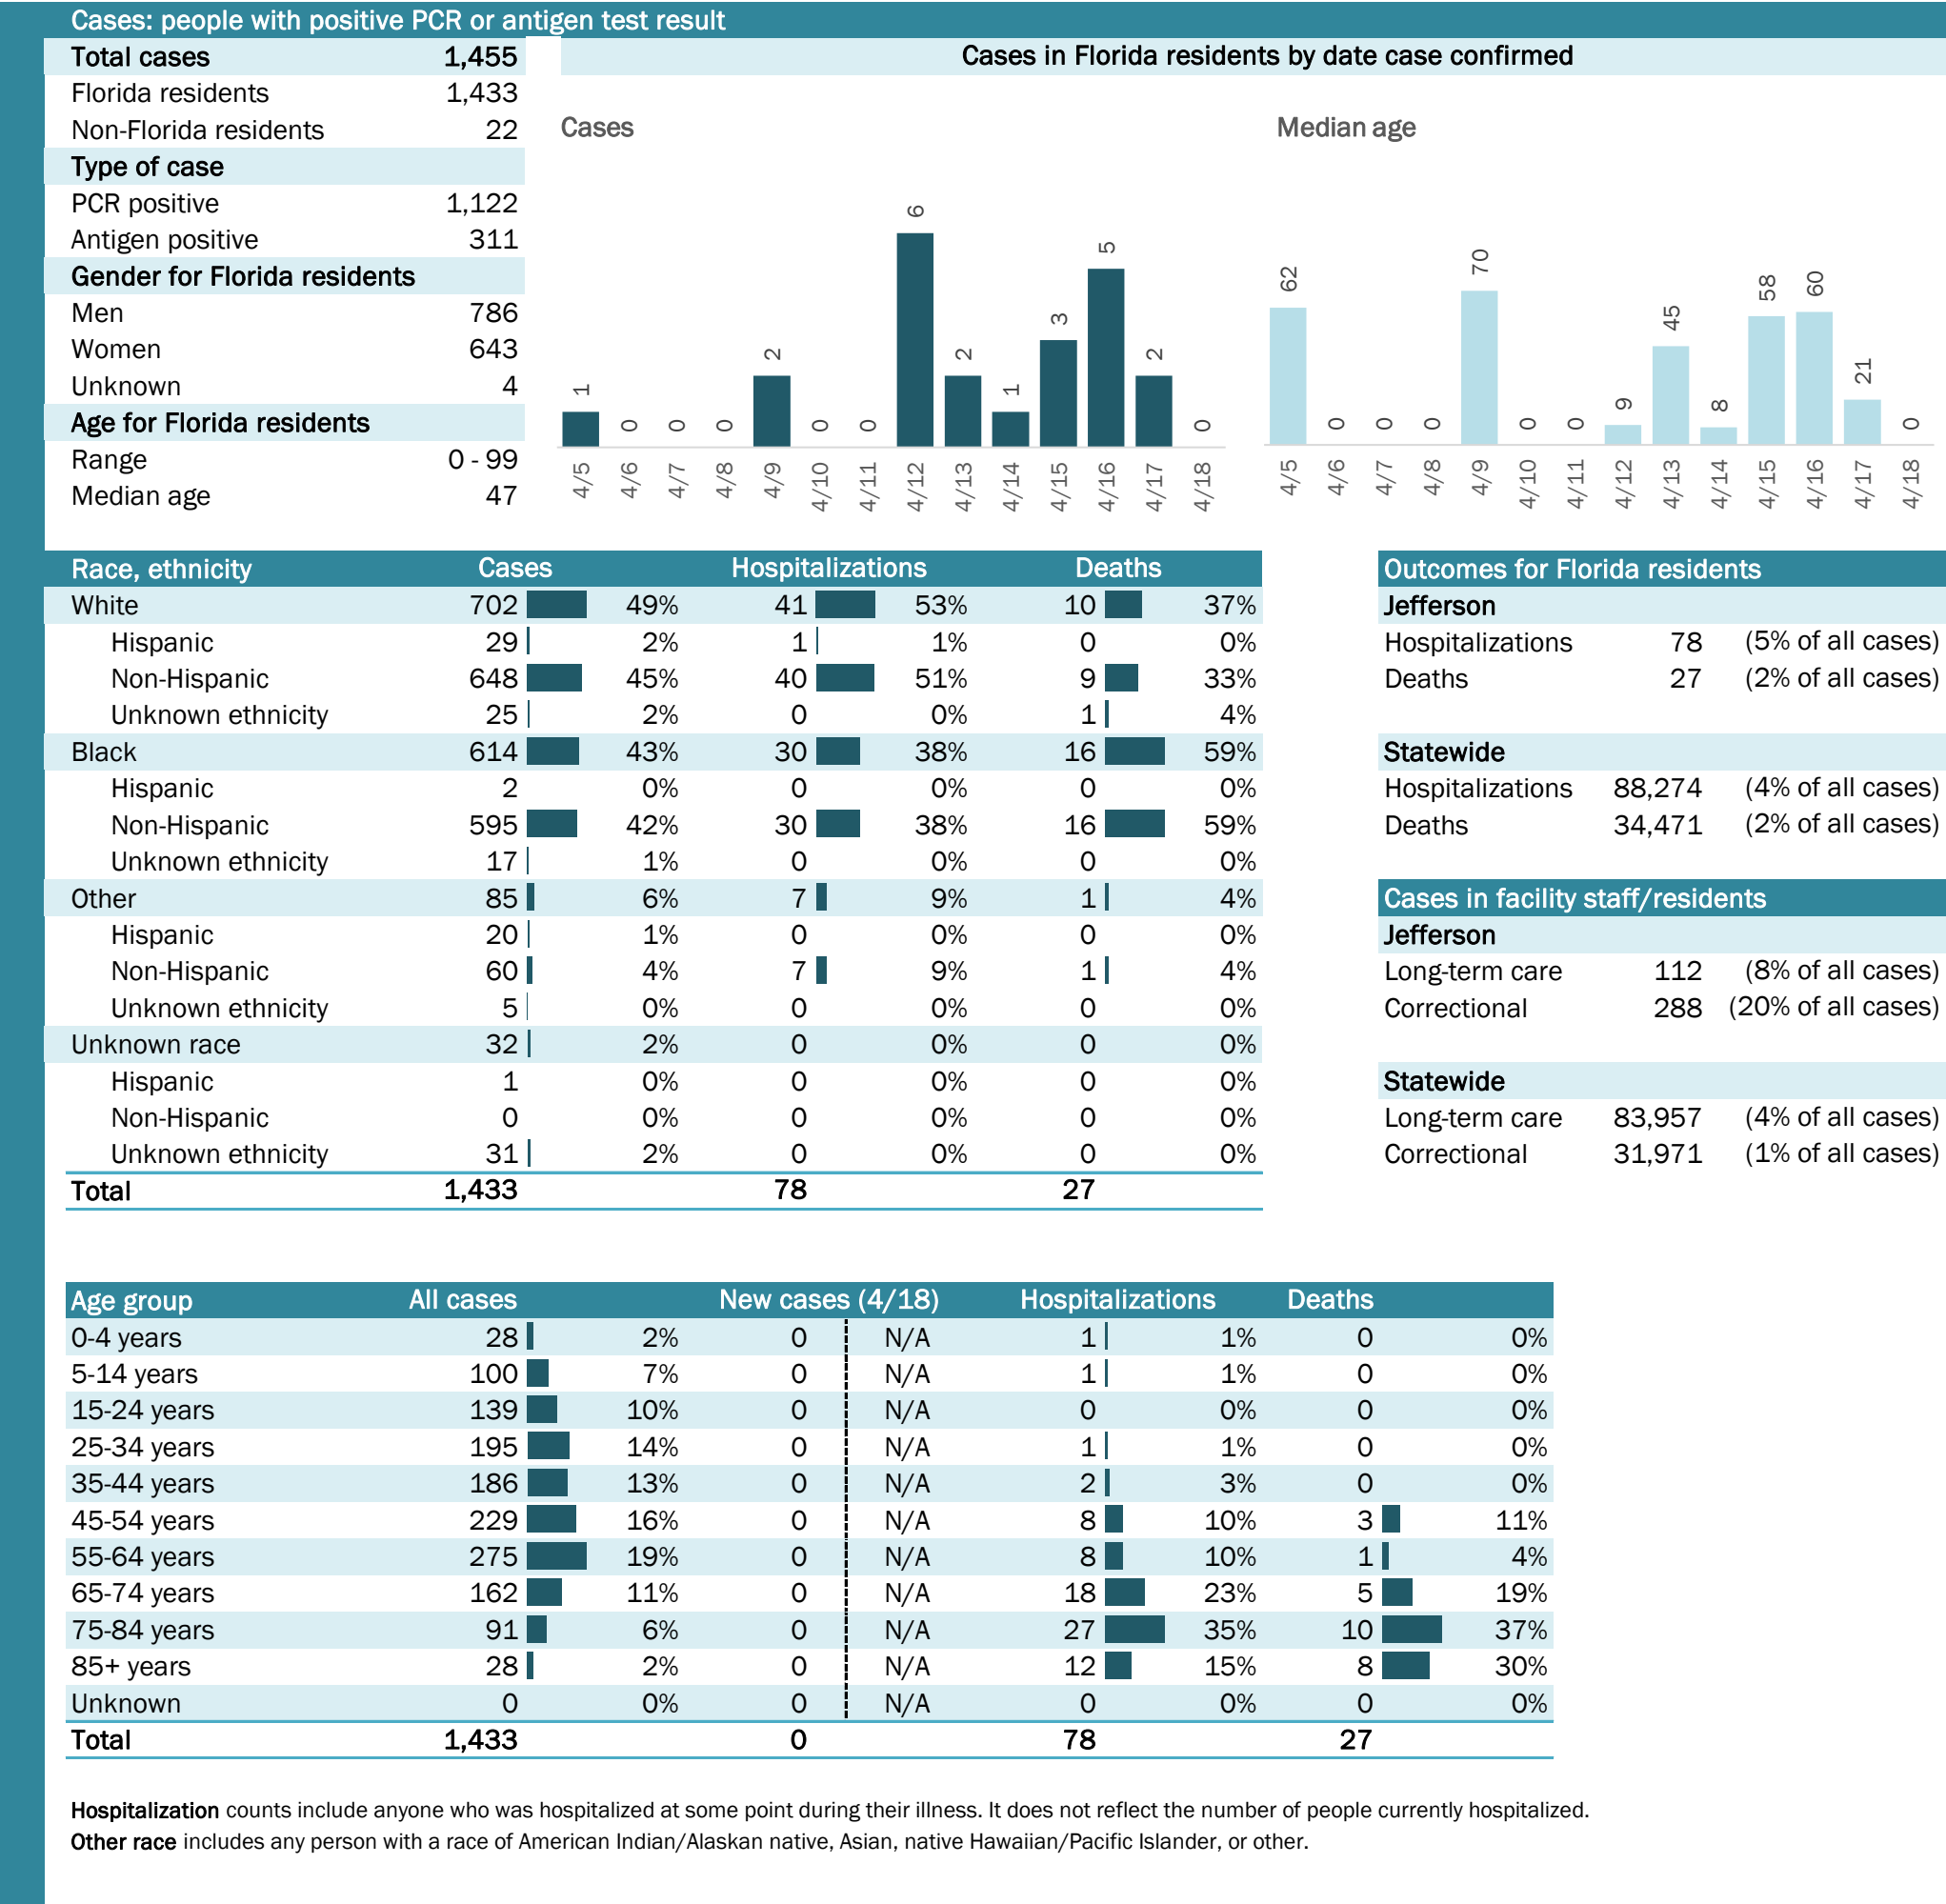 Cases: people with positive PCR or antigen test result
Total cases 1,455
Florida residents 1,433
Non-Florida residents 22
Type of case
PCR positive 1,122
Antigen positive 311
Gender for Florida residents
Men 786
Women 643
Unknown 4
Age for Florida residents
Range 0 - 99
Median age 47
Cases in Florida residents by date case confirmed
Cases
1 0 0 0 2 0 0 6 2 1 3 5 2 0
4/5 4/6 4/7 4/8 4/9 4/10 4/11 4/12 4/13 4/14 4/15 4/16 4/17 4/18
Median age
62 0 0 0 70 0 0 9 45 8 58 60 21 0
4/5 4/6 4/7 4/8 4/9 4/10 4/11 4/12 4/13 4/14 4/15 4/16 4/17 4/18
Race, ethnicity Cases Hospitalizations Deaths
White 702 49% 41 53% 10 37%
Hispanic 29 2% 1 1% 0 0%
Non-Hispanic 648 45% 40 51% 9 33%
Unknown ethnicity 25 2% 0 0% 1 4%
Black 614 43% 30 38% 16 59%
Hispanic 2 0% 0 0% 0 0%
Non-Hispanic 595 42% 30 38% 16 59%
Unknown ethnicity 17 1% 0 0% 0 0%
Other 85 6% 7 9% 1 4%
Hispanic 20 1% 0 0% 0 0%
Non-Hispanic 60 4% 7 9% 1 4%
Unknown ethnicity 5 0% 0 0% 0 0%
Unknown race 32 2% 0 0% 0 0%
Hispanic 1 0% 0 0% 0 0%
Non-Hispanic 0 0% 0 0% 0 0%
Unknown ethnicity 31 2% 0 0% 0 0%
Total 1,433 78 27
Outcomes for Florida residents
Jefferson
Hospitalizations 78 (5% of all cases)
Deaths 27 (2% of all cases)
Statewide
Hospitalizations 88,274 (4% of all cases)
Deaths 34,471 (2% of all cases)
Cases in facility staff/residents
Jefferson
Long-term care 112 (8% of all cases)
Correctional 288 (20% of all cases)
Statewide
Long-term care 83,957 (4% of all cases)
Correctional 31,971 (1% of all cases)
Age group All cases New cases (4/18) Hospitalizations Deaths
0-4 years 28 2% 0 N/A 1 1% 0 0%
5-14 years 100 7% 0 N/A 1 1% 0 0%
15-24 years 139 10% 0 N/A 0 0% 0 0%
25-34 years 195 14% 0 N/A 1 1% 0 0%
35-44 years 186 13% 0 N/A 2 3% 0 0%
45-54 years 229 16% 0 N/A 8 10% 3 11%
55-64 years 275 19% 0 N/A 8 10% 1 4%
65-74 years 162 11% 0 N/A 18 23% 5 19%
75-84 years 91 6% 0 N/A 27 35% 10 37%
85+ years 28 2% 0 N/A 12 15% 8 30%
Unknown 0 0% 0 N/A 0 0% 0 0%
Total 1,433 0 78 27
Hospitalization counts include anyone who was hospitalized at some point during their illness. It does not reflect the number of people currently hospitalized.
Other race includes any person with a race of American Indian/Alaskan native, Asian, native Hawaiian/Pacific Islander, or other.